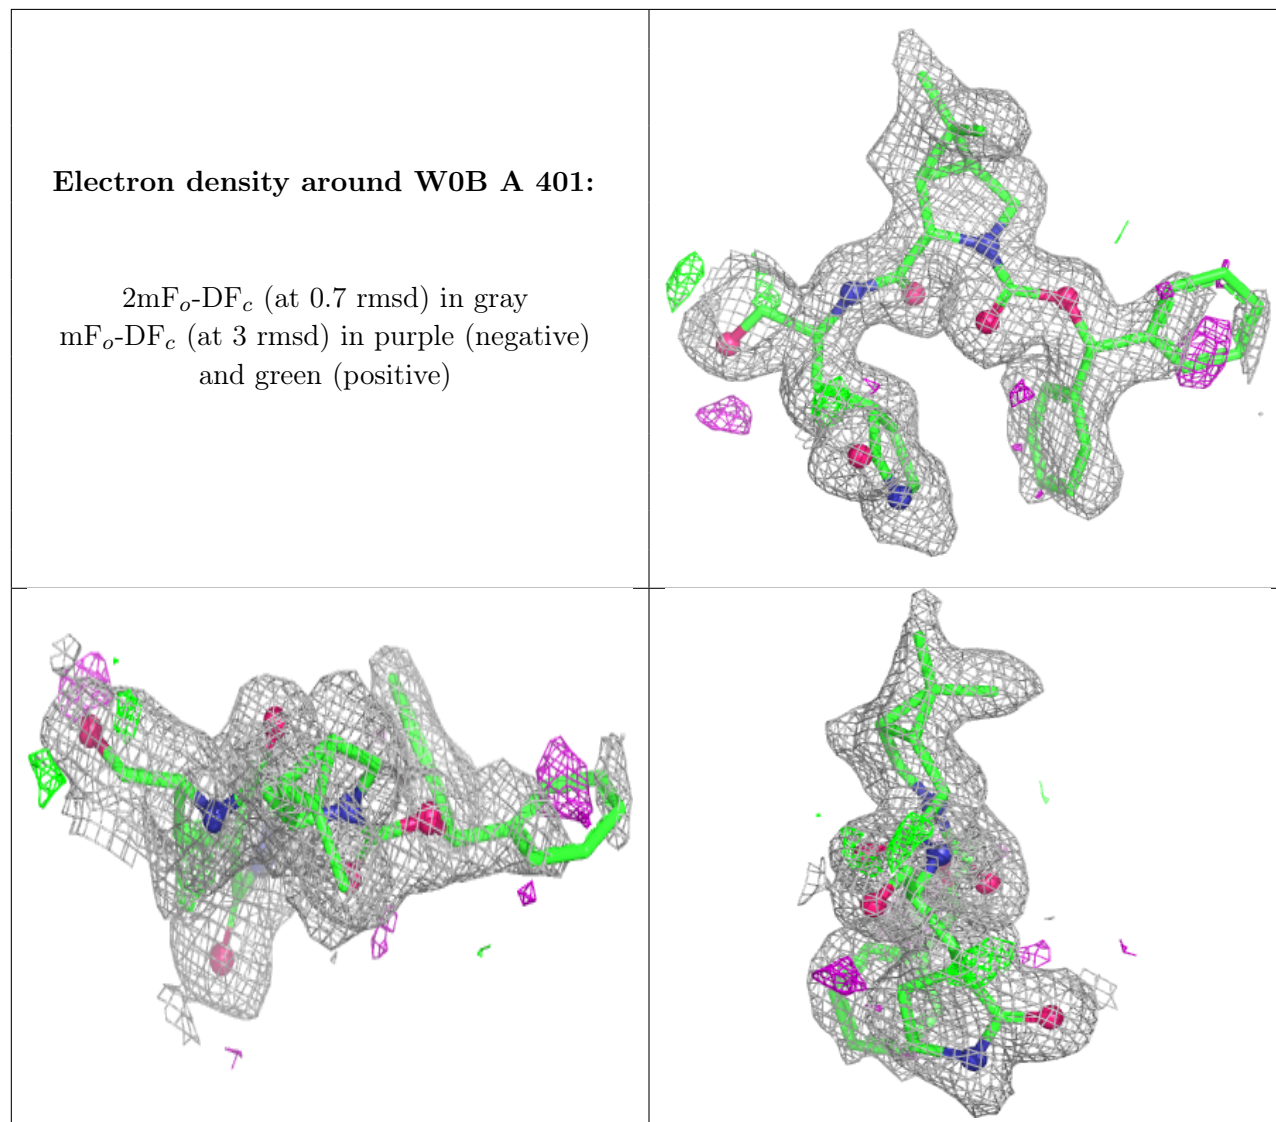 Electron density around W0B A 401:
2mFo-DFc (at 0.7 rmsd) in gray
mFo-DFc (at 3 rmsd) in purple (negative)
and green (positive)